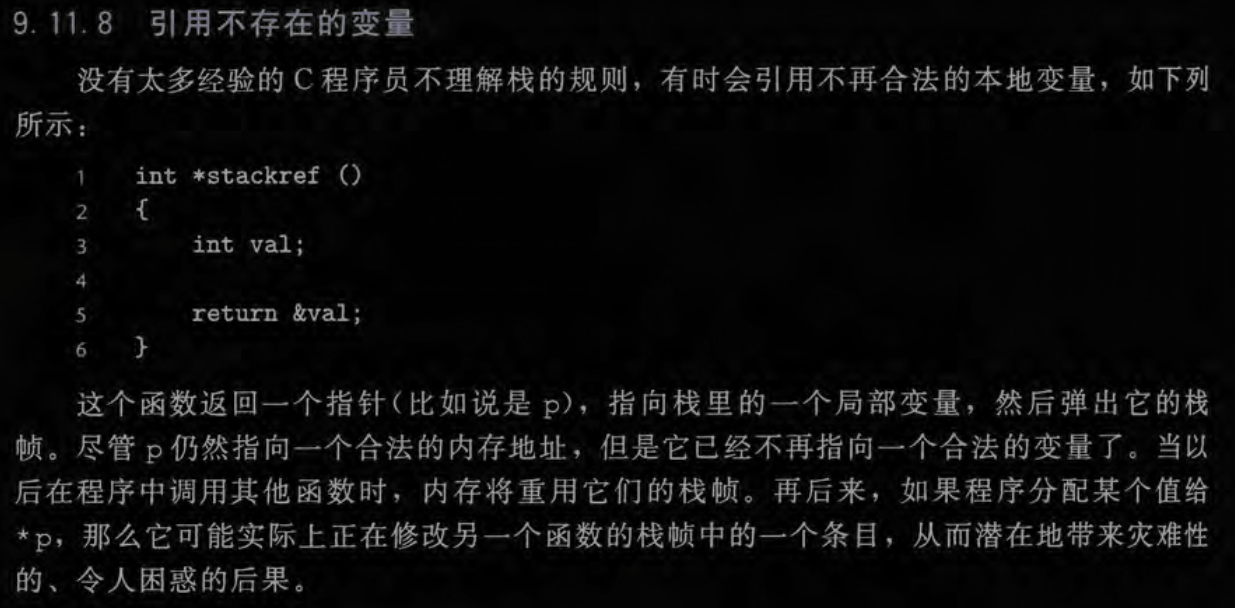 9.11.8 引用不存在的变量
没有太多经验的 C 程序员不理解栈的规则，有时会引用不再合法的本地变量，如下列
所示：
1 int *stackref ()
2 {
3 int val;
4
5 return &val;
6 }
这个函数返回一个指针(比如说是 p)，指向栈里的一个局部变量，然后弹出它的栈
帧。尽管 p 仍然指向一个合法的内存地址，但是它已经不再指向一个合法的变量了。当以
后在程序中调用其他函数时，内存将重用它们的栈帧。再后来，如果程序分配某个值给
*p，那么它可能实际上正在修改另一个函数的栈帧中的一个条目，从而潜在地带来灾难性
的、令人困惑的后果。